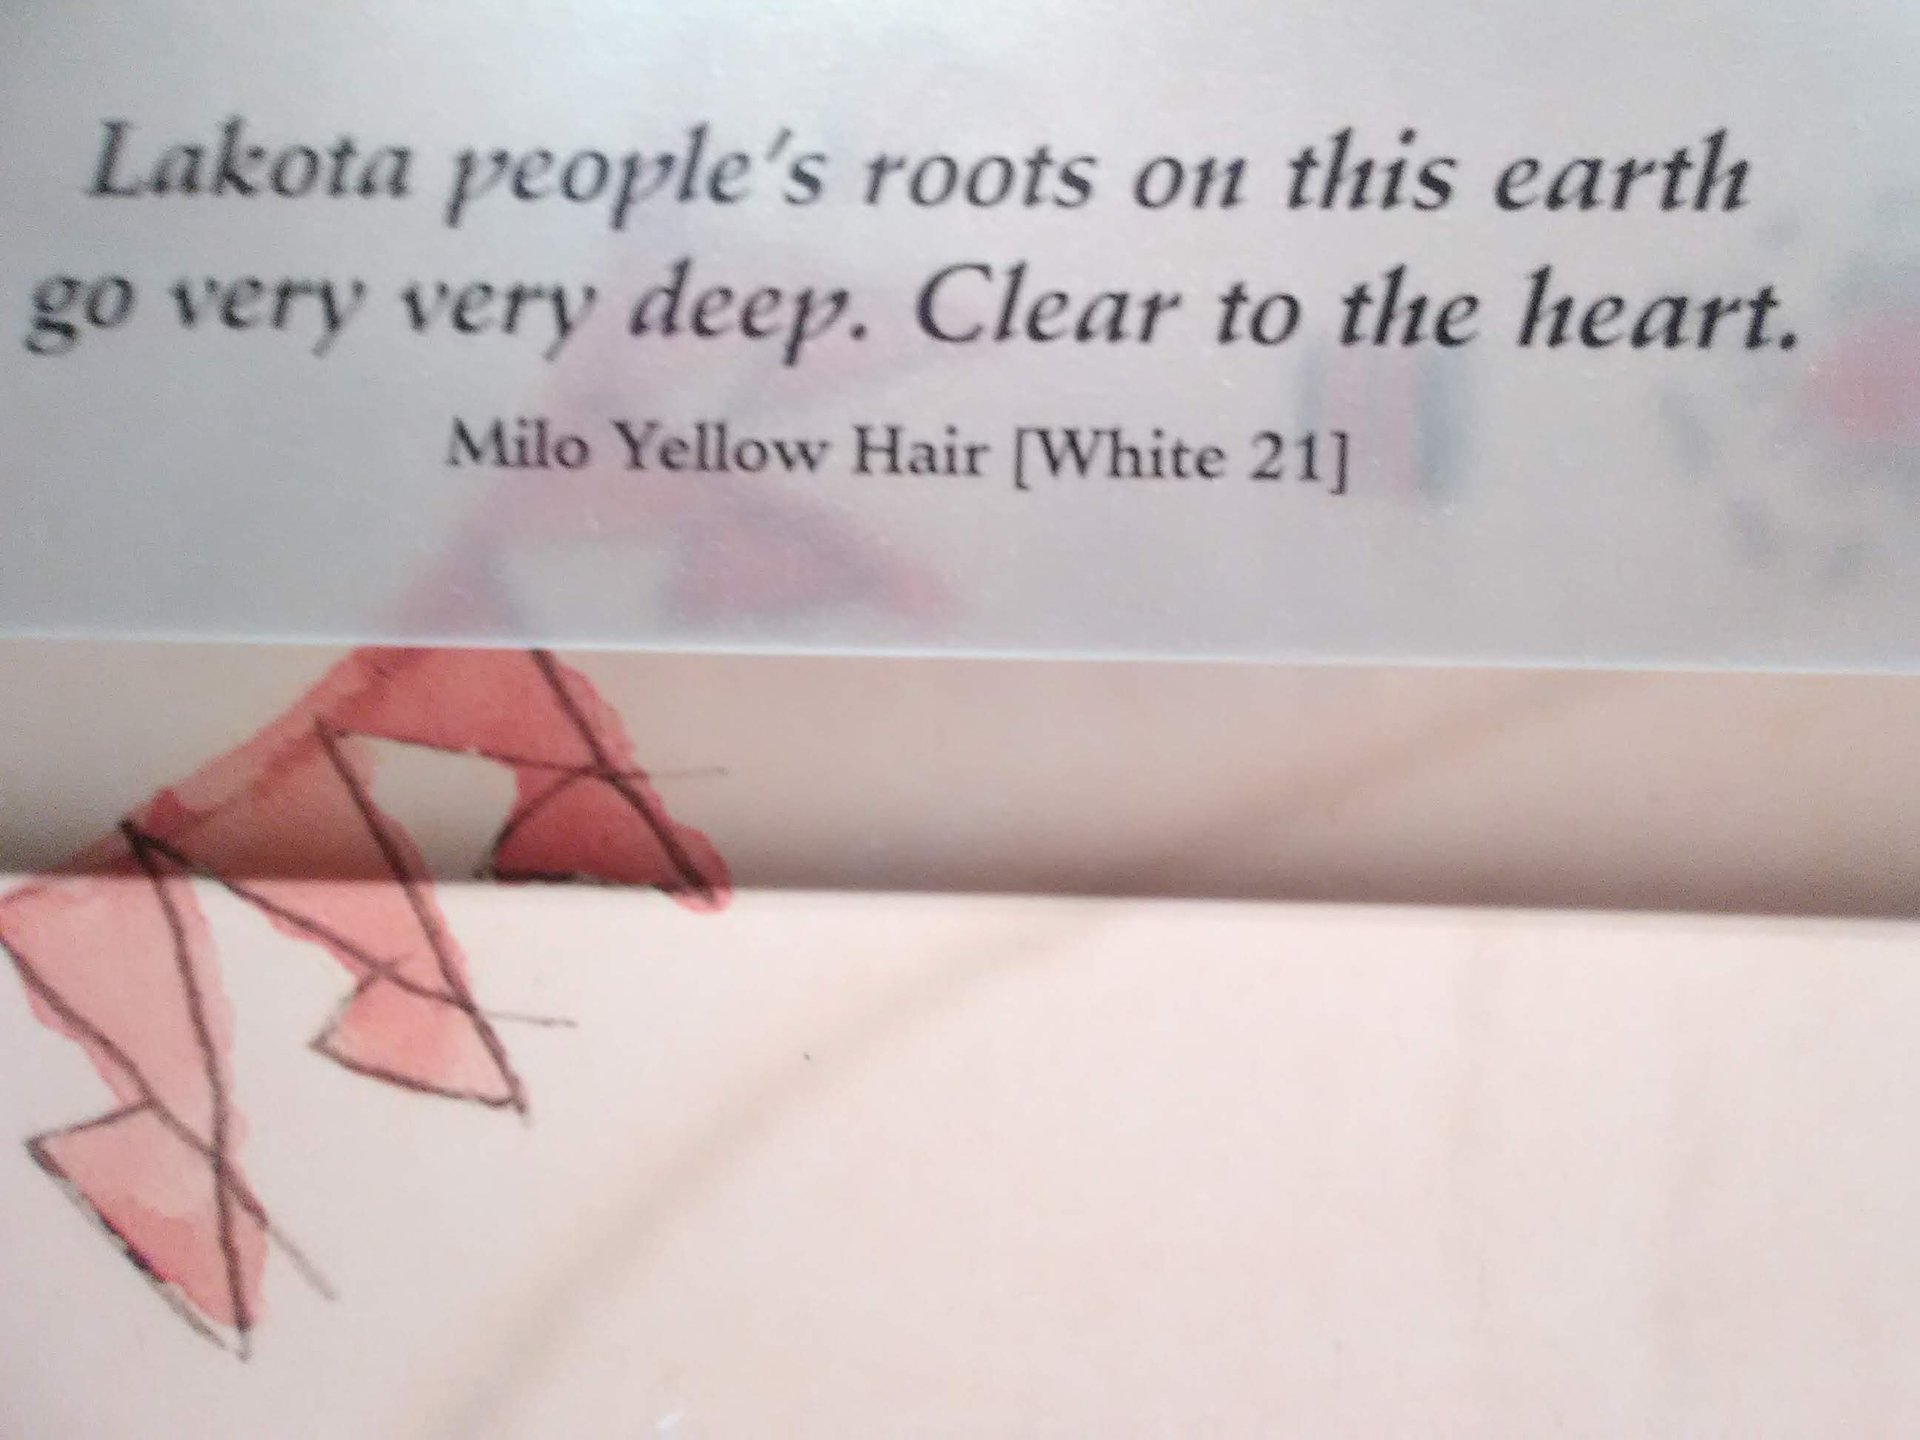 Lakota people's roots on this earth
go very very deep. Clear to the heart.
Milo Yellow Hair [White 21]